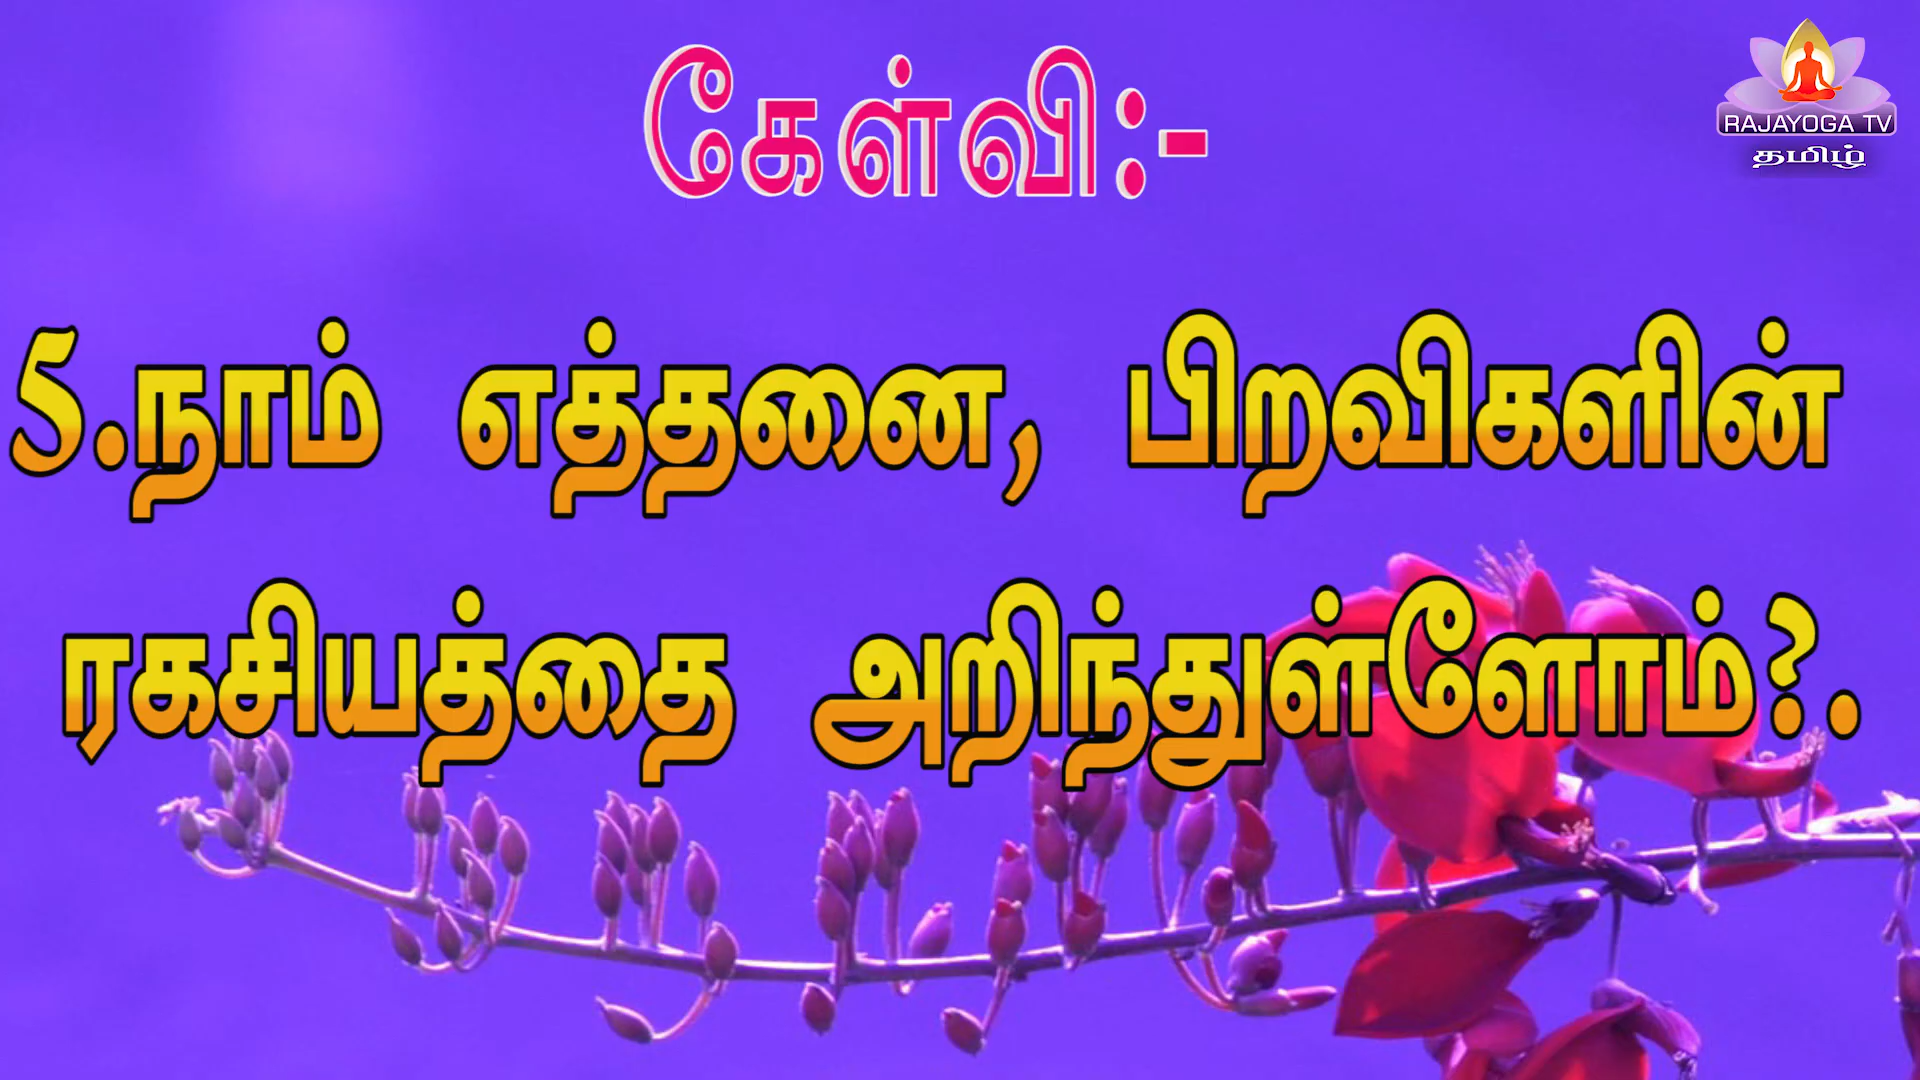 கேள்வி:-
RAJAYOGA TV
தமிழ்
5.நாம் எத்தனை, பிறவிகளின்
ரகசியத்தை அறிந்துள்ளோம்?.